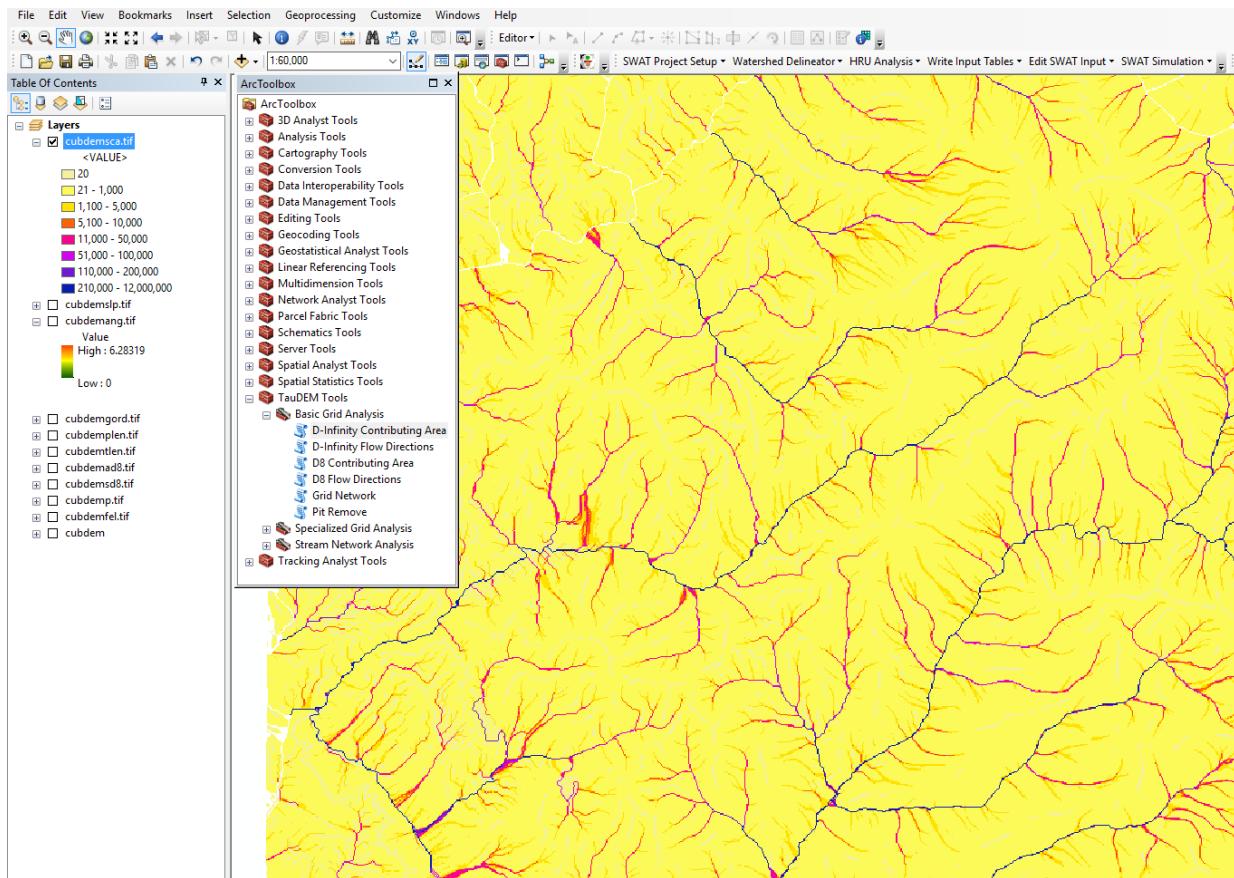 File Edit View Bookmarks Insert Selection Geoprocessing Customize Windows Help
Editor
1:60,000
SWAT Project Setup Watershed Delineator HRU Analysis Write Input Tables Edit SWAT Input SWAT Simulation
Table Of Contents
Layers
cubdemsca.tif
<VALUE>
20
21 - 1,000
1,100 - 5,000
5,100 - 10,000
11,000 - 50,000
51,000 - 100,000
110,000 - 200,000
210,000 - 12,000,000
cubdemslp.tif
cubdemang.tif
Value
High : 6.28319
Low : 0
cubdemgord.tif
cubdemplen.tif
cubdemtlen.tif
cubdemad8.tif
cubdemsd8.tif
cubdemp.tif
cubdemfel.tif
cubdem
ArcToolbox
ArcToolbox
3D Analyst Tools
Analysis Tools
Cartography Tools
Conversion Tools
Data Interoperability Tools
Data Management Tools
Editing Tools
Geocoding Tools
Geostatistical Analyst Tools
Linear Referencing Tools
Multidimension Tools
Network Analyst Tools
Parcel Fabric Tools
Schematics Tools
Server Tools
Spatial Analyst Tools
Spatial Statistics Tools
TauDEM Tools
Basic Grid Analysis
D-Infinity Contributing Area
D-Infinity Flow Directions
D8 Contributing Area
D8 Flow Directions
Grid Network
Pit Remove
Specialized Grid Analysis
Stream Network Analysis
Tracking Analyst Tools